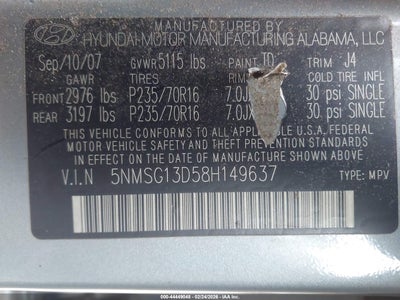 HYUNDAI-MOTOR MANUFACTURING ALABAMA, LLC
Sep/10/07 GVWR 5115 lbs PAINT JD TRIM J4
GAWR TIRES COLD TIRE INFL
FRONT 2976 lbs P235/70R16 7.0J 30 psi SINGLE
REAR 3197 lbs P235/70R16 7.0J 30 psi SINGLE
THIS VEHICLE CONFORMS TO ALL APPLICABLE U.S.A. FEDERAL
MOTOR VEHICLE SAFETY AND THEFT PREVENTION STANDARDS
IN EFFECT ON THE DATE OF MANUFACTURE SHOWN ABOVE
V.I.N 5NMSG13D58H149637 TYPE: MPV
000-44449048 - 02/24/2026 - IAA Inc.